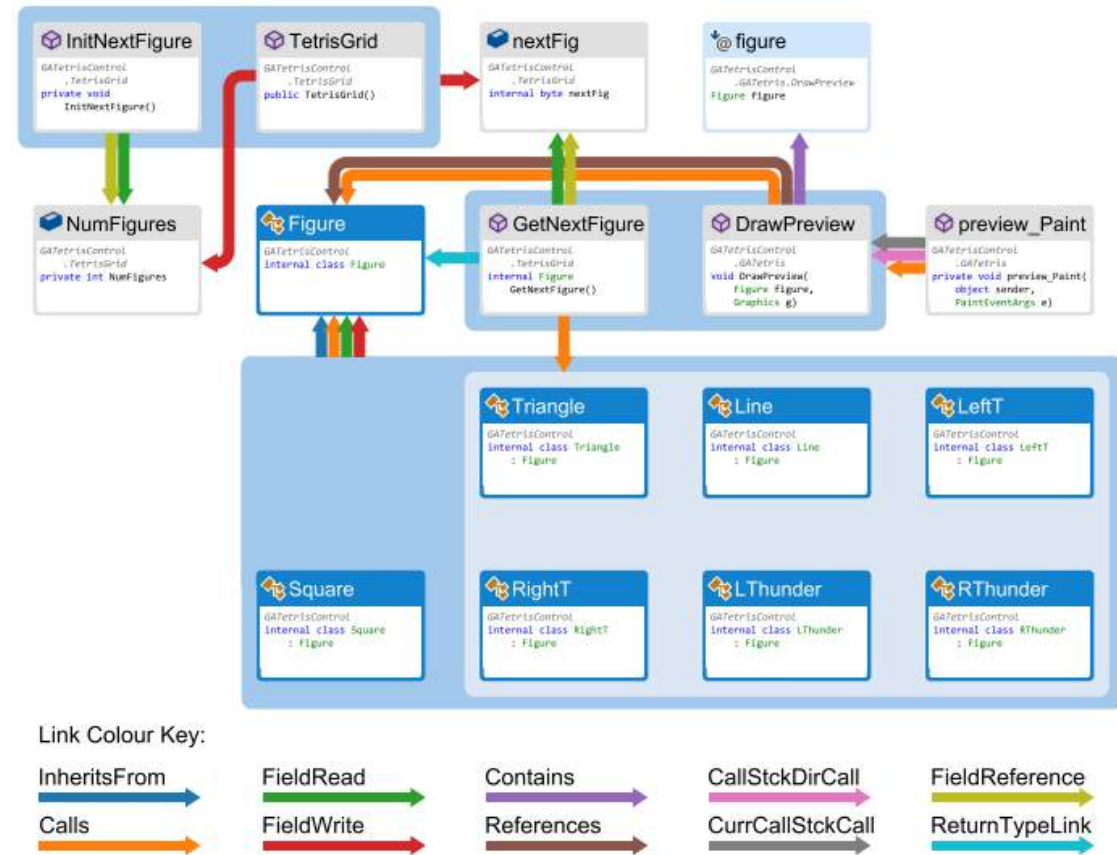 InitNextFigure
GATetrisControl
.TetrisGrid
private void
InitNextFigure()
TetrisGrid
GATetrisControl
.TetrisGrid
public TetrisGrid()
nextFig
GATetrisControl
.TetrisGrid
internal byte nextFig
@ figure
GATetrisControl
.GATetris.DrawPreview
Figure figure
NumFigures
GATetrisControl
.TetrisGrid
private int NumFigures
Figure
GATetrisControl
internal class Figure
GetNextFigure
GATetrisControl
.TetrisGrid
internal Figure
GetNextFigure()
DrawPreview
GATetrisControl
.GATetris
void DrawPreview(
Figure figure,
Graphics g)
preview_Paint
GATetrisControl
.GATetris
private void preview_Paint(
object sender,
PaintEventArgs e)
Triangle
GATetrisControl
internal class Triangle
: Figure
Line
GATetrisControl
internal class Line
: Figure
LeftT
GATetrisControl
internal class LeftT
: Figure
Square
GATetrisControl
internal class Square
: Figure
RightT
GATetrisControl
internal class RightT
: Figure
LThunder
GATetrisControl
internal class LThunder
: Figure
RThunder
GATetrisControl
internal class RThunder
: Figure
Link Colour Key:
InheritsFrom
FieldRead
Contains
CallStckDirCall
FieldReference
Calls
FieldWrite
References
CurrCallStckCall
ReturnTypeLink